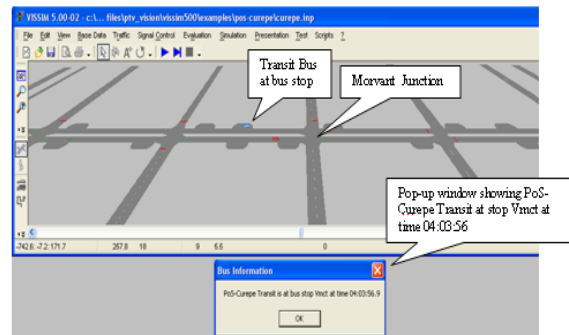 VISSIM 5.00-02 - c:\... files\ptv_vision\vissim500\examples\pos-curepe\curepe.inp
File Edit View Base Data Traffic Signal Control Evaluation Simulation Presentation Test Scripts ?
Transit Bus
at bus stop
Morvant Junction
Pop-up window showing PoS-
Curepe Transit at stop Vmct at
time 04:03:56
-742.6: -7.2:171.7 257.8 18 9 5.5 0
Bus Information
PoS-Curepe Transit is at bus stop Vmct at time 04:03:56.9
OK